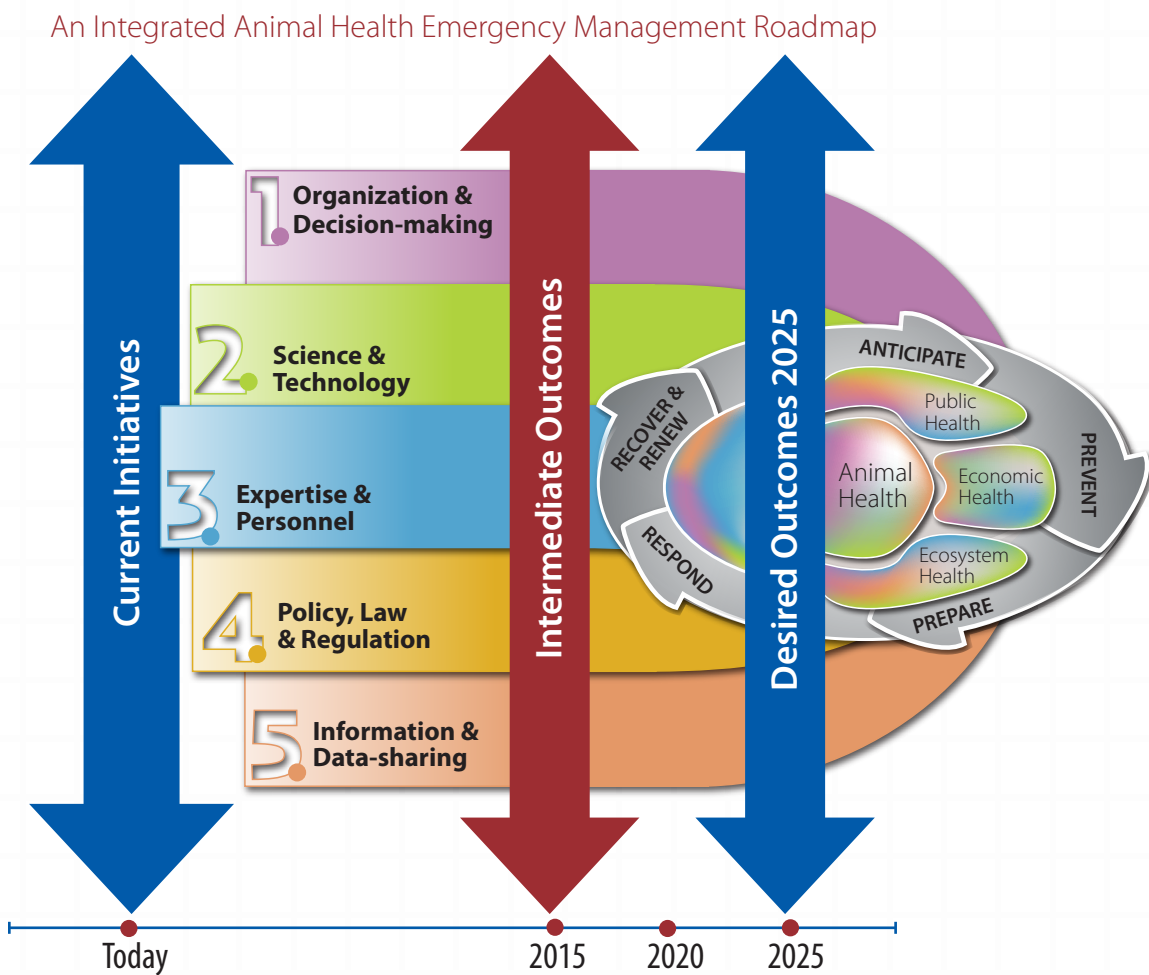 An Integrated Animal Health Emergency Management Roadmap
Current Initiatives
1
Organization &
Decision-making
2
Science &
Technology
3
Expertise &
Personnel
4
Policy, Law
& Regulation
5
Information &
Data-sharing
Intermediate Outcomes
Desired Outcomes 2025
RECOVER &
RENEW
RESPOND
ANTICIPATE
PREVENT
PREPARE
Public
Health
Animal
Health
Economic
Health
Ecosystem
Health
Today
2015
2020
2025